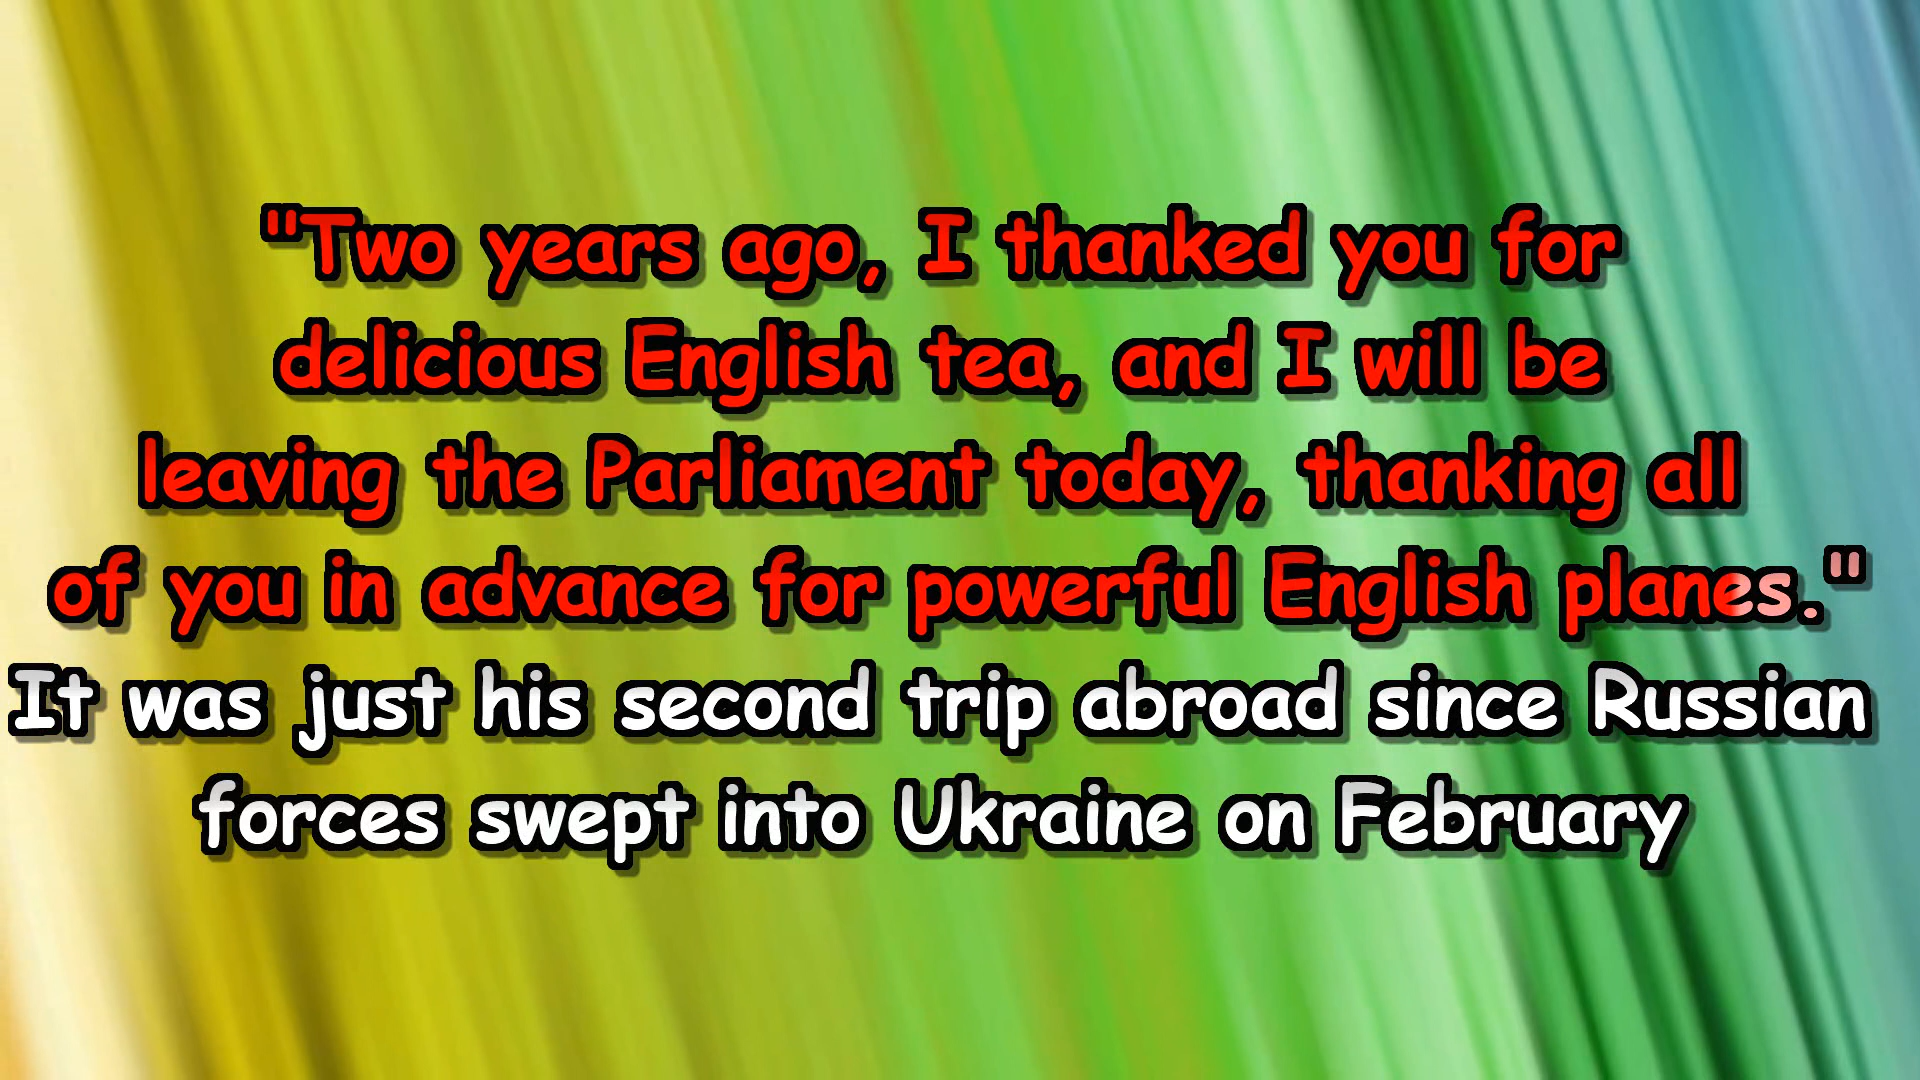 "Two years ago, I thanked you for
delicious English tea, and I will be
leaving the Parliament today, thanking all
of you in advance for powerful English planes."
It was just his second trip abroad since Russian
forces swept into Ukraine on February